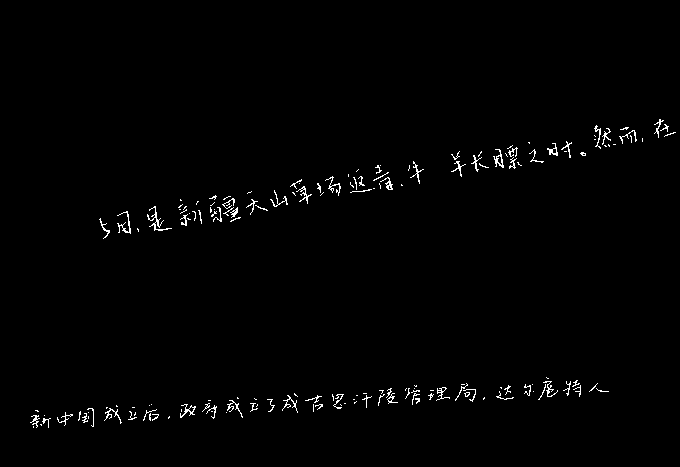 5月,是新疆天山草场返青、牛 羊长膘之时。然而,在
新中国成立后,政府成立了成吉思汗陵管理局,达尔扈特人